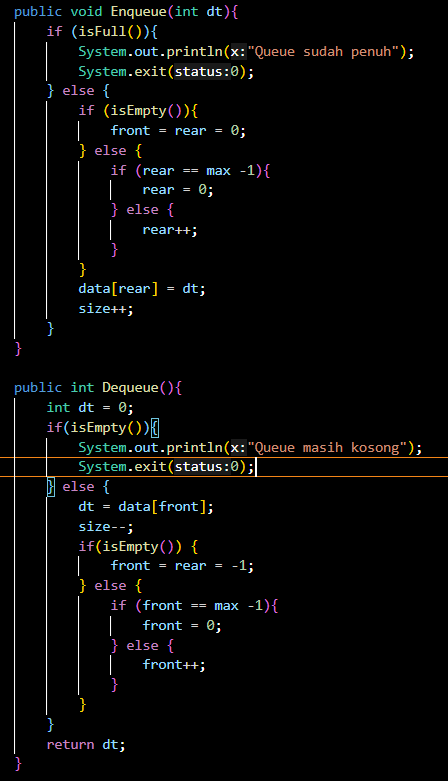 public void Enqueue(int dt){
if (isFull()){
System.out.println(x:"Queue sudah penuh");
System.exit(status:0);
} else {
if (isEmpty()){
front = rear = 0;
} else {
if (rear == max -1){
rear = 0;
} else {
rear++;
}
}
data[rear] = dt;
size++;
}
}
public int Dequeue(){
int dt = 0;
if(isEmpty()){
System.out.println(x:"Queue masih kosong");
System.exit(status:0);
} else {
dt = data[front];
size--;
if(isEmpty()) {
front = rear = -1;
} else {
if (front == max -1){
front = 0;
} else {
front++;
}
}
}
return dt;
}